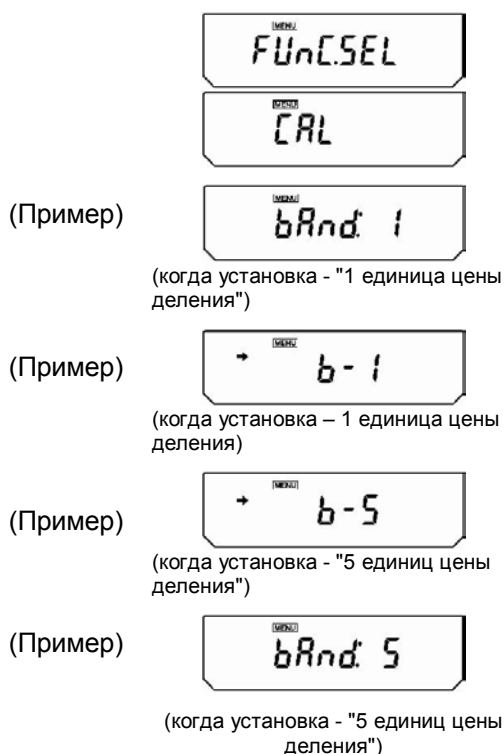 MENU
FUnC.SEL
MENU
CAL
(Пример)
MENU
bAnd: 1
(когда установка - "1 единица цены
деления")
(Пример)
→ MENU
b-1
(когда установка – 1 единица цены
деления)
(Пример)
→ MENU
b-5
(когда установка - "5 единиц цены
деления")
(Пример)
MENU
bAnd: 5
(когда установка - "5 единиц цены
деления")